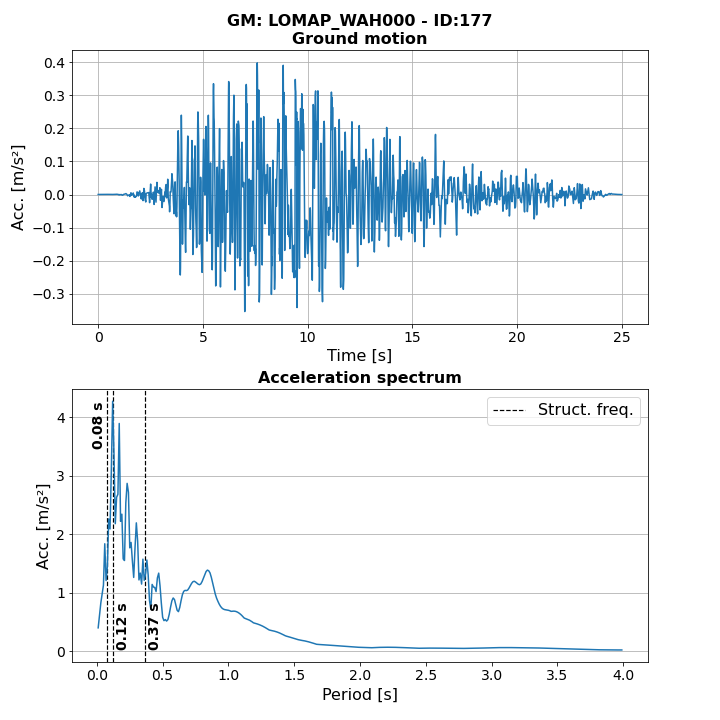 GM: LOMAP_WAH000 - ID:177
Ground motion
0.4
0.3
0.2
0.1
0.0
−0.1
−0.2
−0.3
Acc. [m/s²]
0 5 10 15 20 25
Time [s]
Acceleration spectrum
4
3
2
1
0
Acc. [m/s²]
Struct. freq.
0.08 s
0.12 s
0.37 s
0.0 0.5 1.0 1.5 2.0 2.5 3.0 3.5 4.0
Period [s]